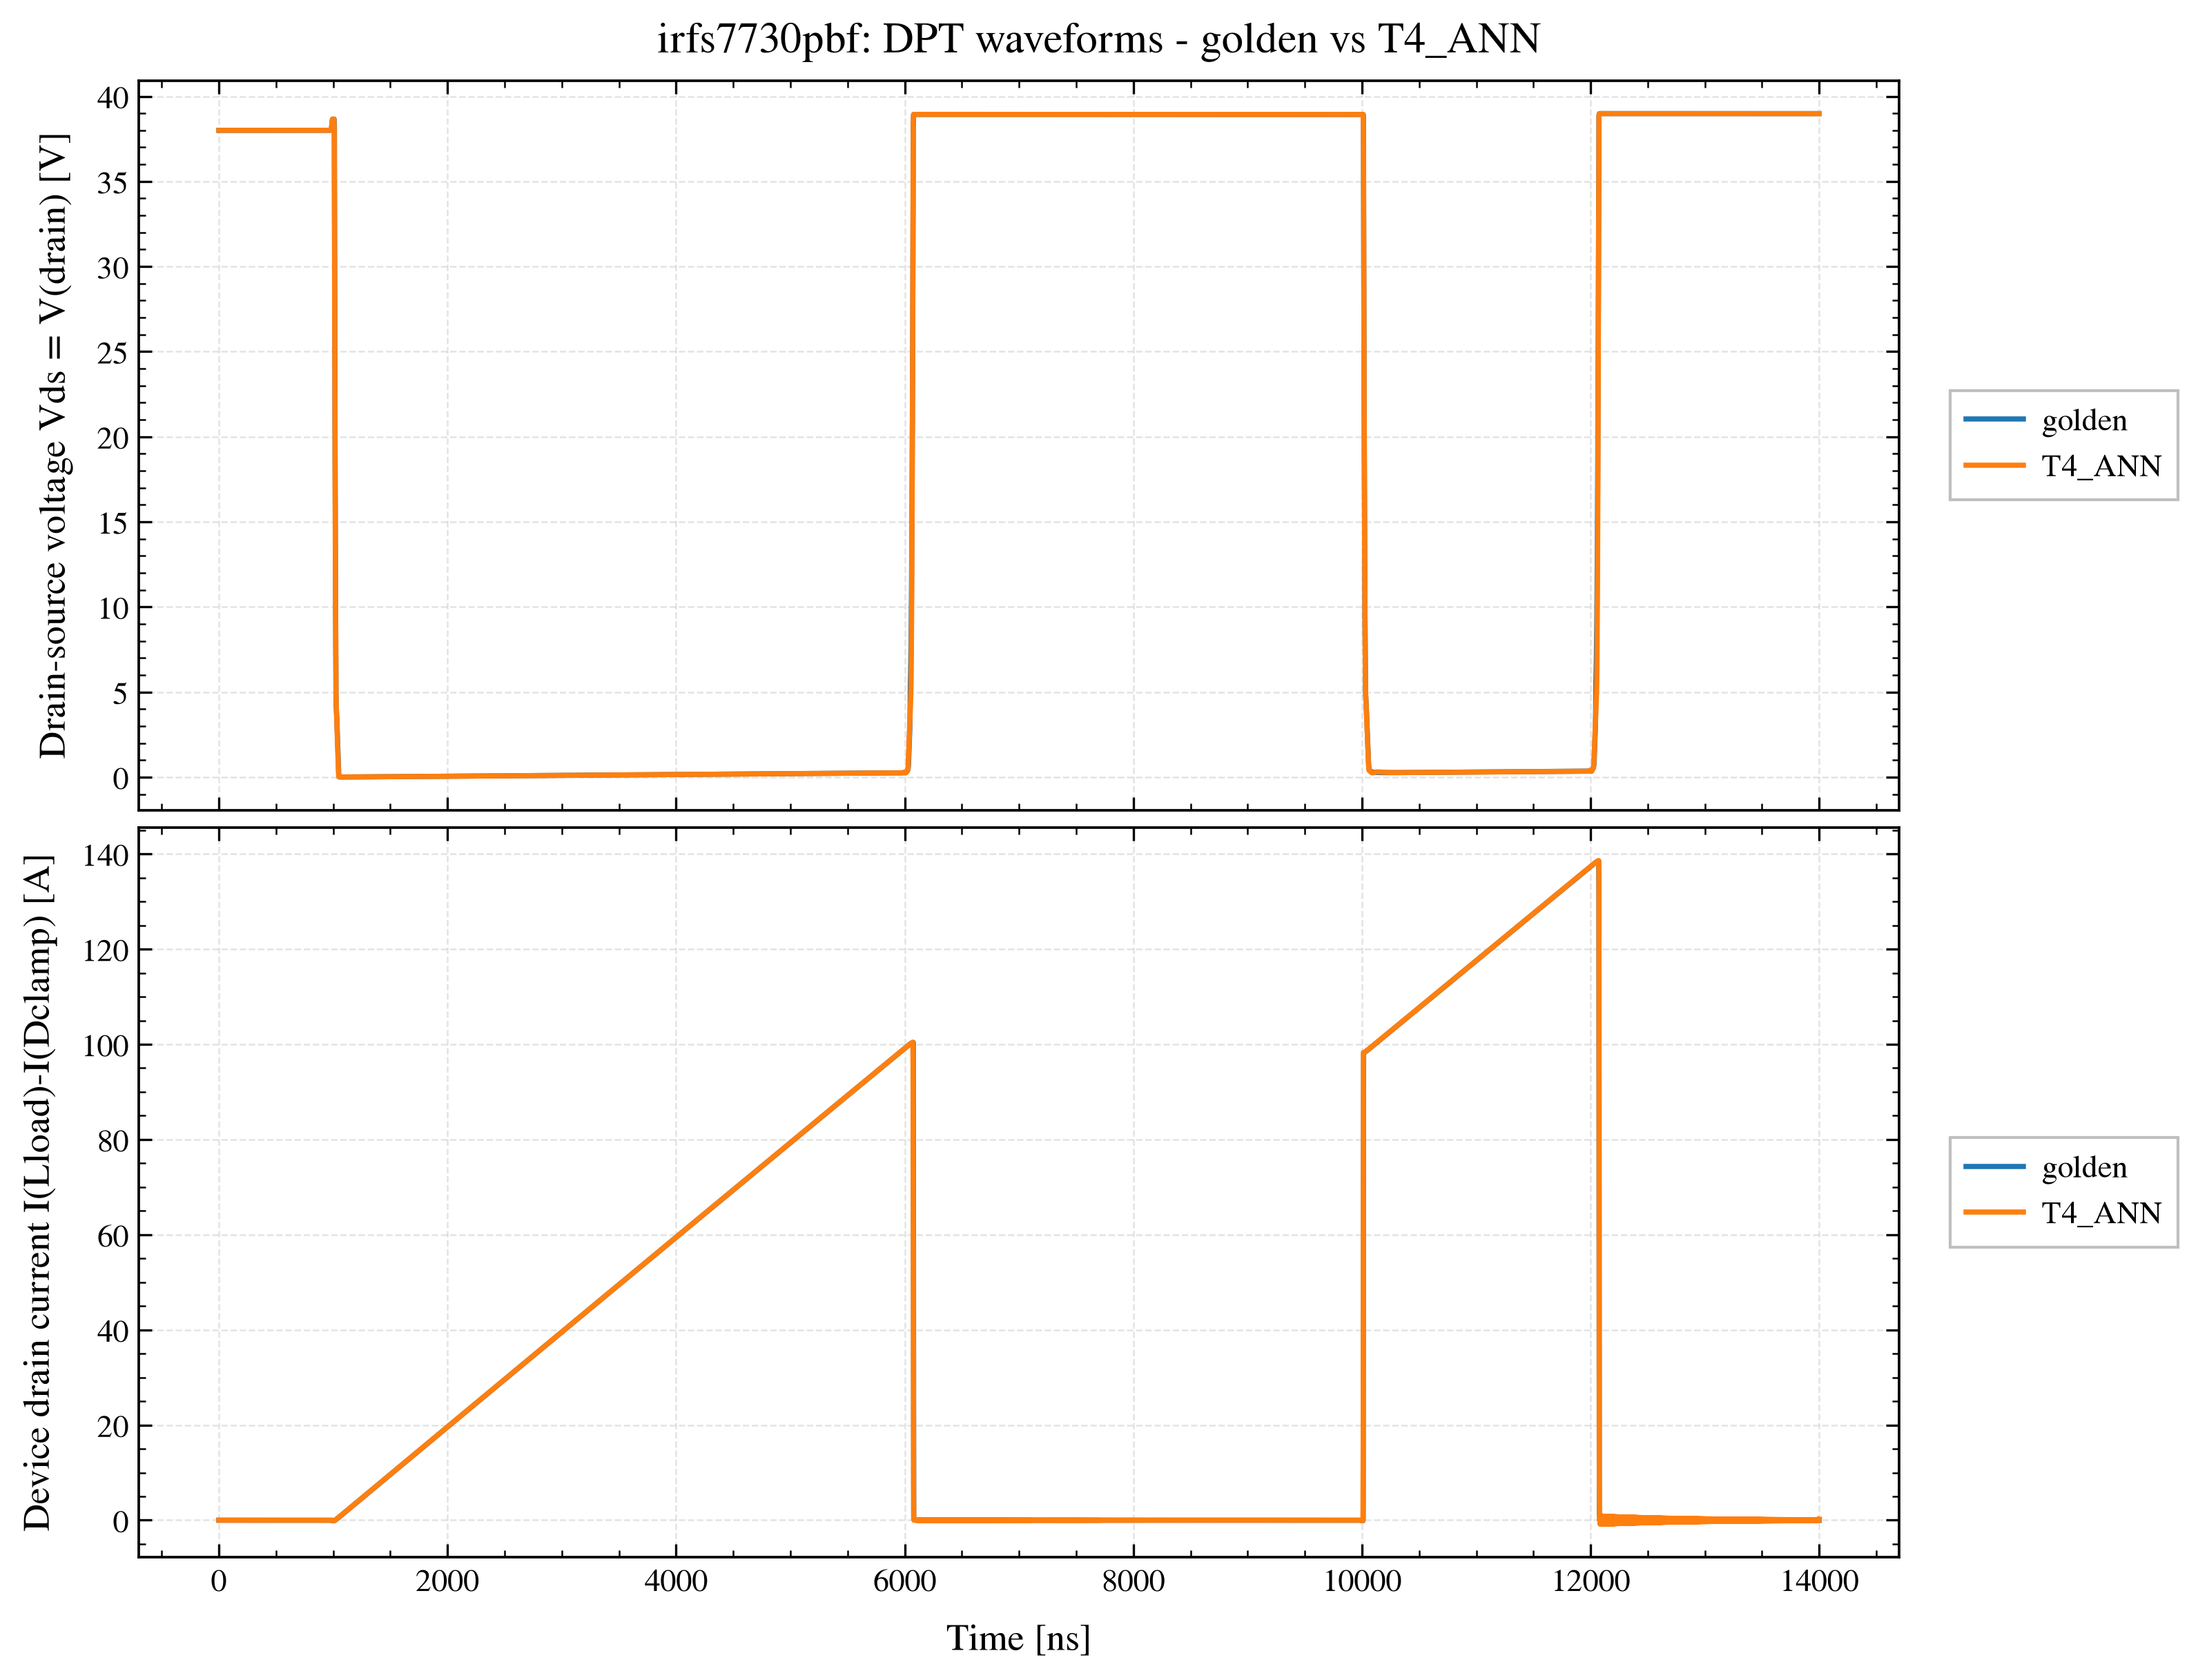 irfs7730pbf: DPT waveforms - golden vs T4_ANN
Drain-source voltage Vds = V(drain) [V]
40
35
30
25
20
15
10
5
0
golden
T4_ANN
Device drain current I(Lload)-I(Dclamp) [A]
140
120
100
80
60
40
20
0
golden
T4_ANN
0 2000 4000 6000 8000 10000 12000 14000
Time [ns]